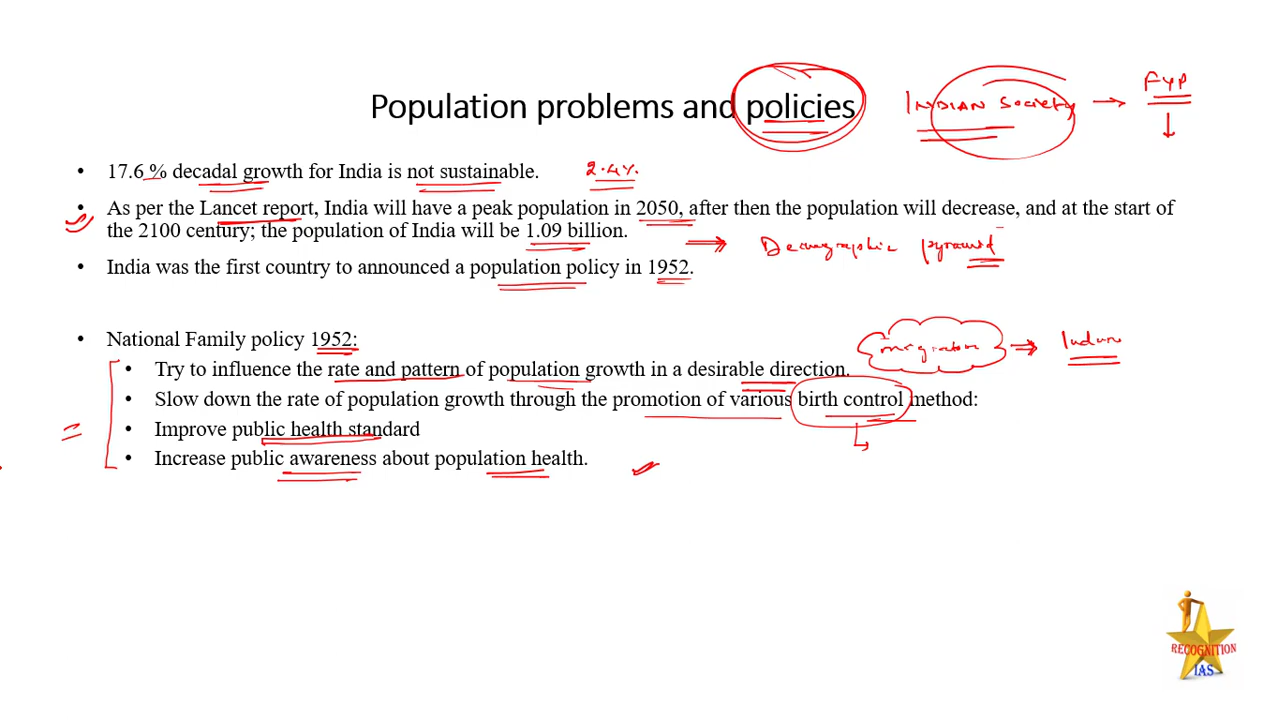 Population problems and policies
INDIAN Society → FYP
• 17.6 % decadal growth for India is not sustainable. 2.4%.
• As per the Lancet report, India will have a peak population in 2050, after then the population will decrease, and at the start of
the 2100 century; the population of India will be 1.09 billion.
Demographic pyramid
• India was the first country to announced a population policy in 1952.
• National Family policy 1952:
migration
• Try to influence the rate and pattern of population growth in a desirable direction.
• Slow down the rate of population growth through the promotion of various birth control method:
• Improve public health standard
• Increase public awareness about population health.
RECOGNITION
IAS